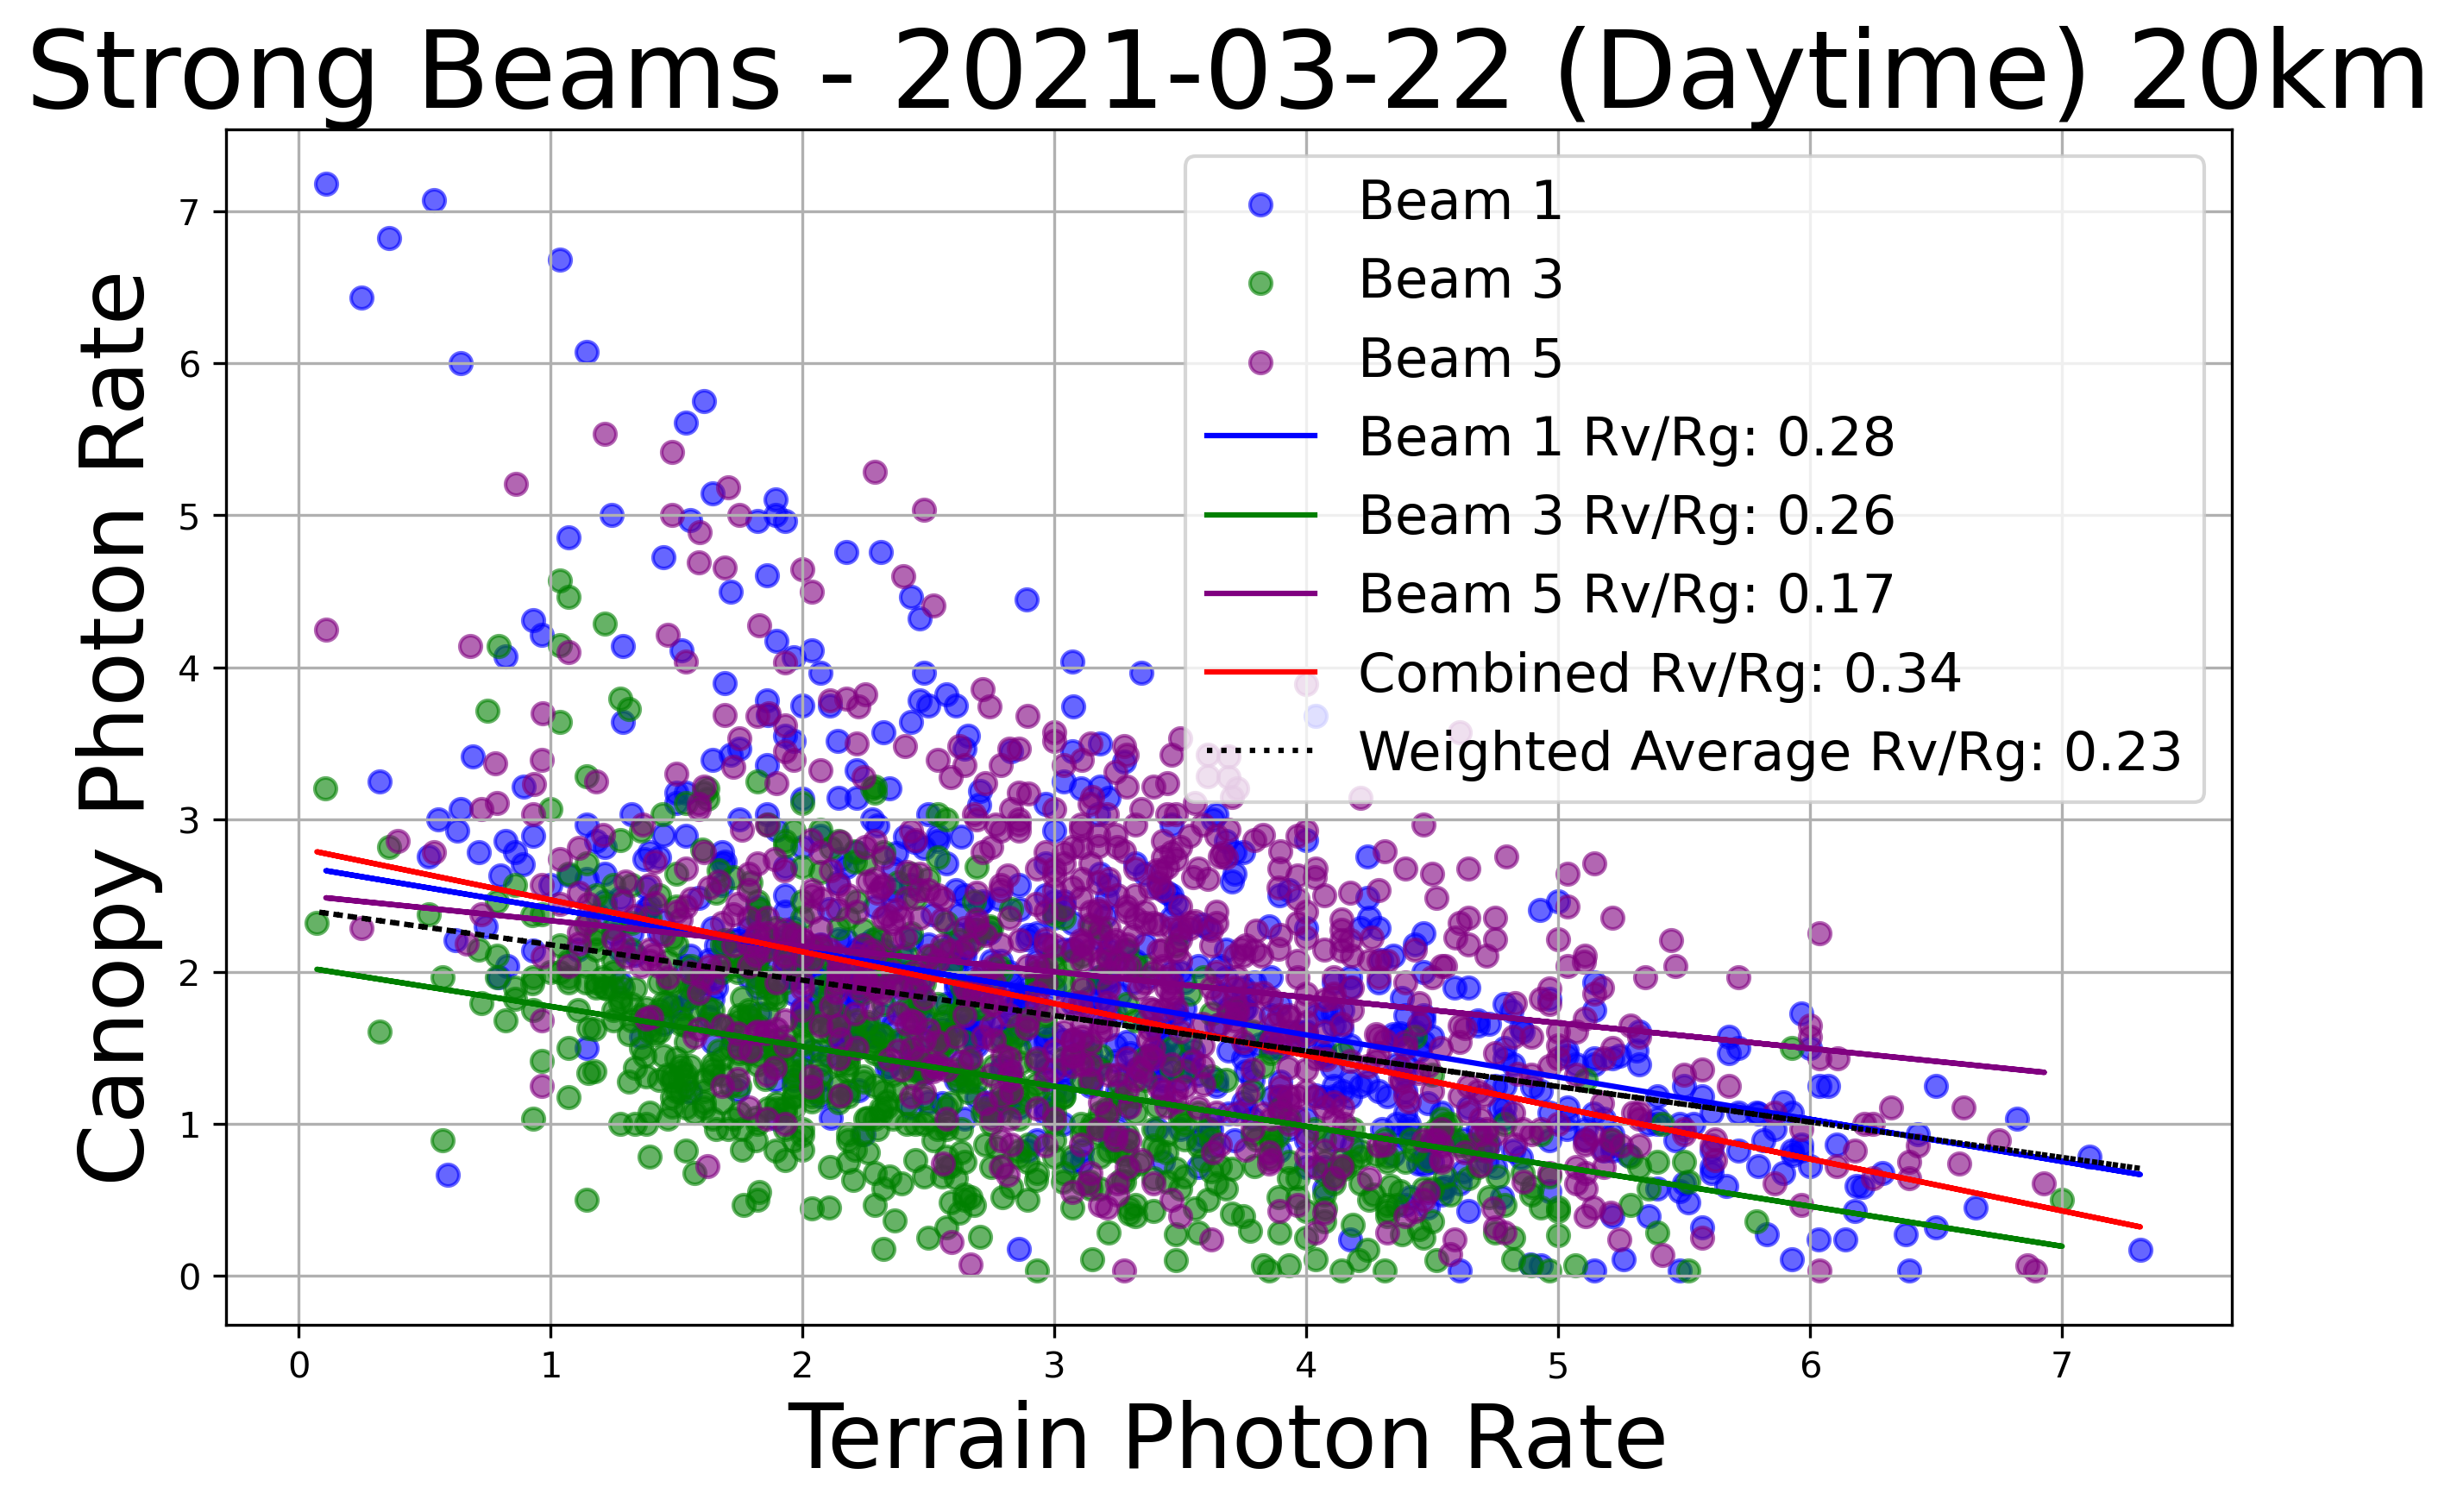 Strong Beams - 2021-03-22 (Daytime) 20km
Canopy Photon Rate
7
6
5
4
3
2
1
0
Beam 1
Beam 3
Beam 5
Beam 1 Rv/Rg: 0.28
Beam 3 Rv/Rg: 0.26
Beam 5 Rv/Rg: 0.17
Combined Rv/Rg: 0.34
Weighted Average Rv/Rg: 0.23
0 1 2 3 4 5 6 7
Terrain Photon Rate